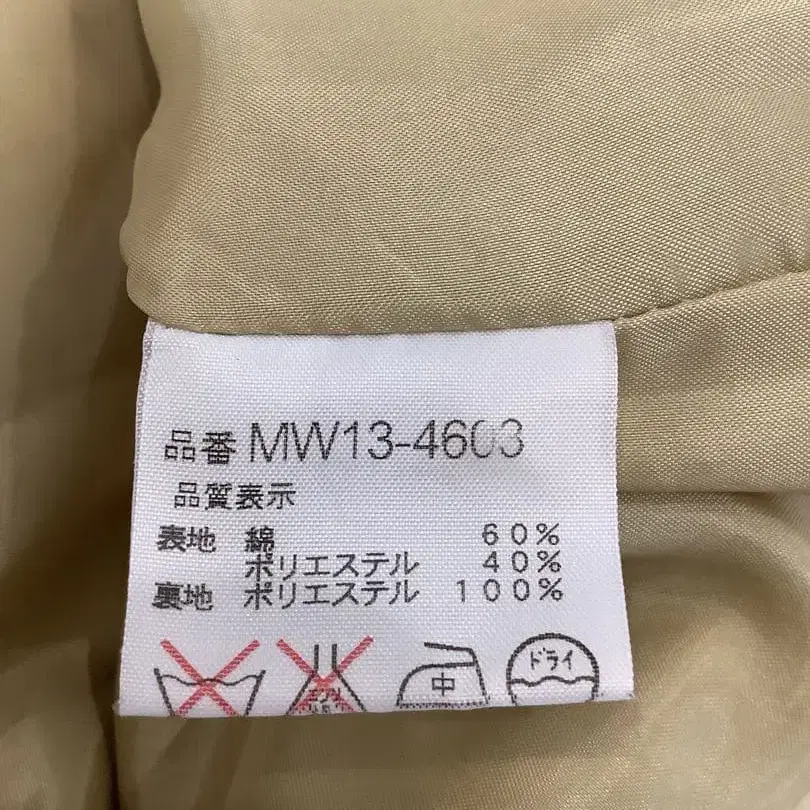 品番 MW13-4603
品質表示
表地 綿 60%
ポリエステル 40%
裏地 ポリエステル 100%
中
ドライ